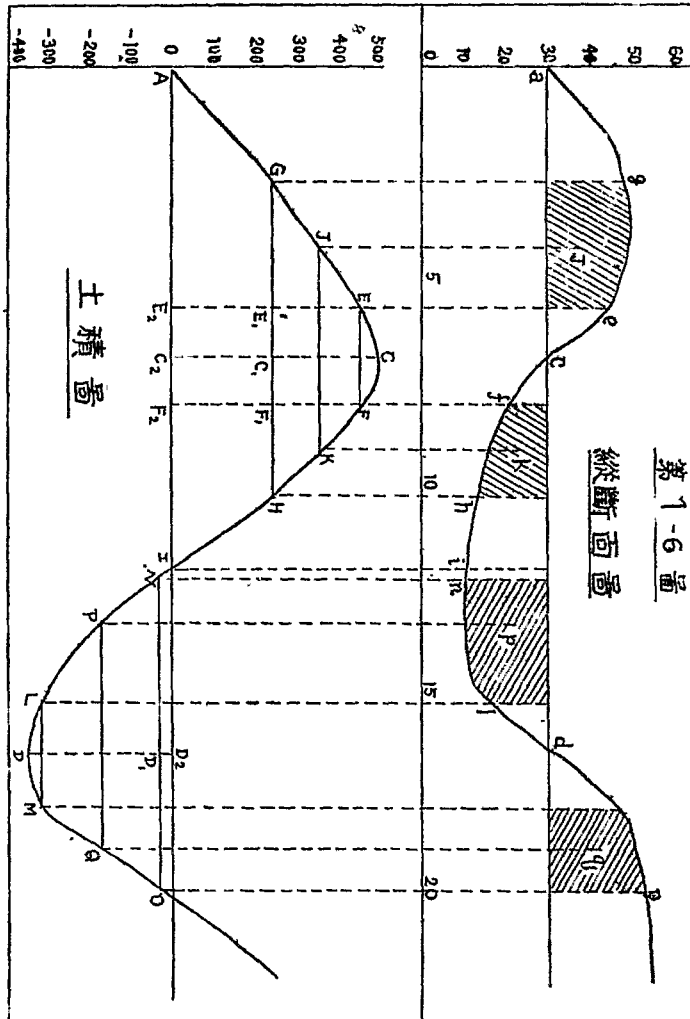 第1-6圖
縱斷面圖
60
50
40
30
20
10
0
a
g
J
e
c
f
k
h
i
n
p
l
d
q
p
5
10
15
20
土積圖
500
400
300
200
100
0
-100
-200
-300
-400
A
G
J
E
C
F
K
H
I
N
P
L
D
M
Q
O
E₁
C₁
F₁
E₂
C₂
F₂
D₁
D₂